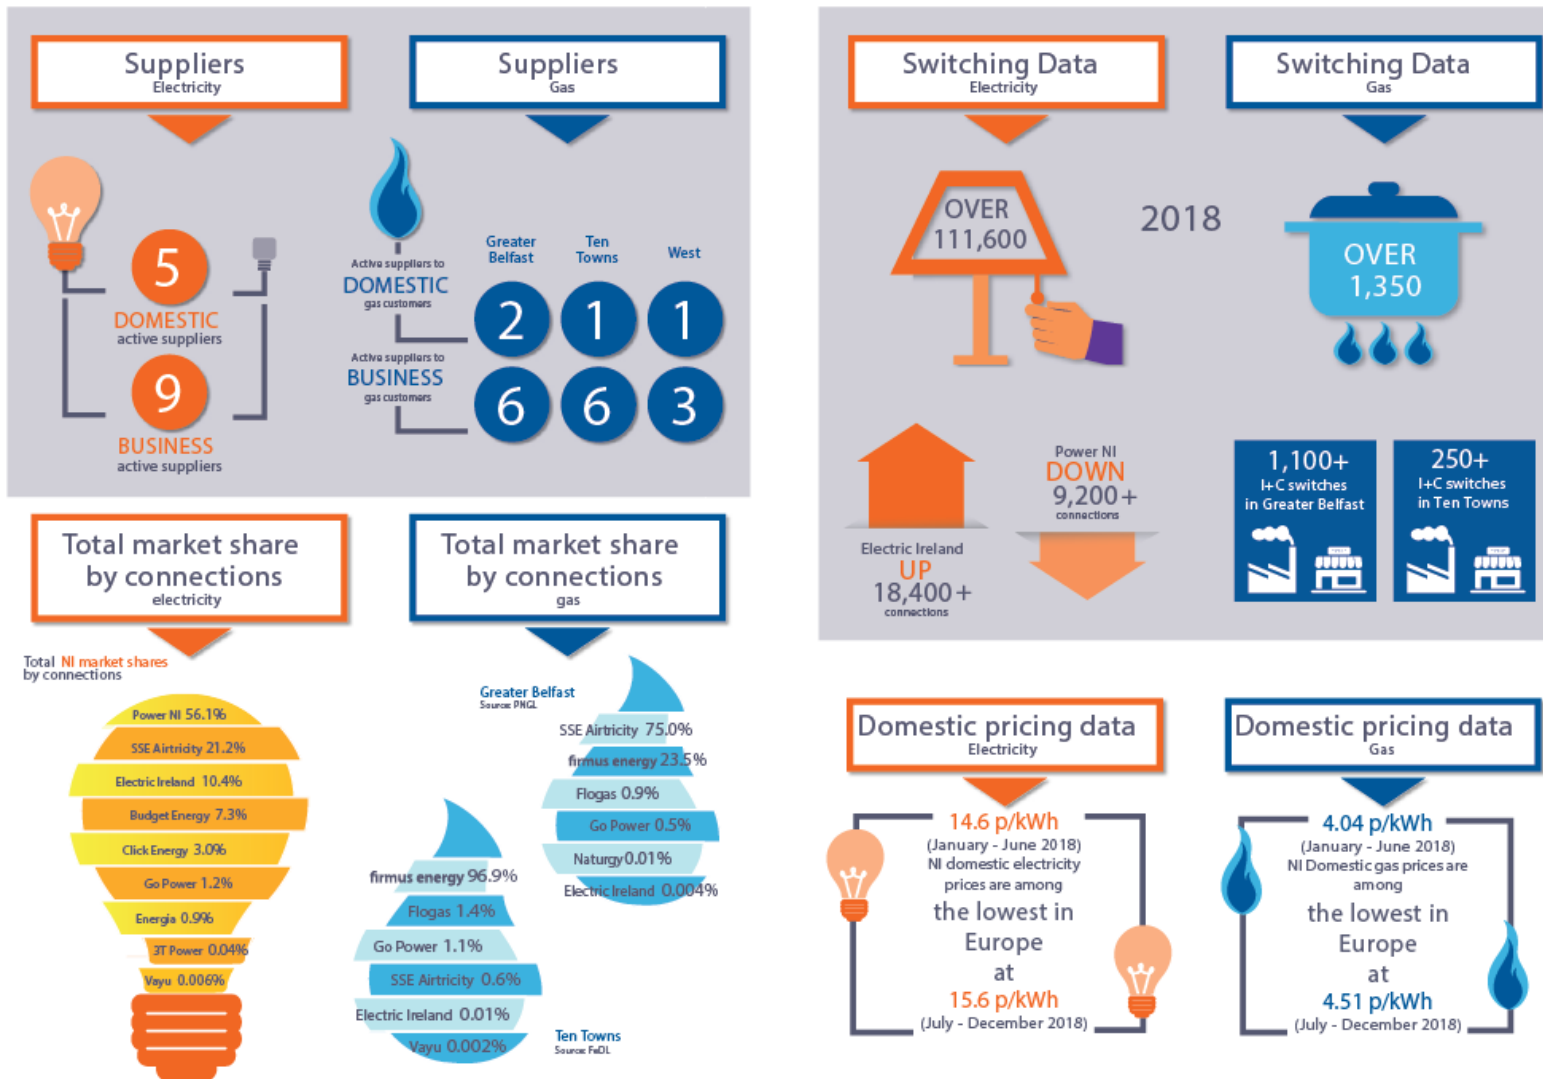 Suppliers
Electricity
Suppliers
Gas
5
DOMESTIC
active suppliers
9
BUSINESS
active suppliers
Greater
Belfast
Ten
Towns
West
Active suppliers to
DOMESTIC
gas customers
2 1 1
Active suppliers to
BUSINESS
gas customers
6 6 3
Total market share
by connections
electricity
Total market share
by connections
gas
Total NI market shares
by connections
Power NI 56.1%
SSE Airtricity 21.2%
Electric Ireland 10.4%
Budget Energy 7.3%
Click Energy 3.0%
Go Power 1.2%
Energia 0.9%
3T Power 0.04%
Vayu 0.006%
Greater Belfast
Source: PNGL
SSE Airtricity 75.0%
firmus energy 23.5%
Flogas 0.9%
Go Power 0.5%
Naturgy 0.01%
Electric Ireland 0.004%
firmus energy 96.9%
Flogas 1.4%
Go Power 1.1%
SSE Airtricity 0.6%
Electric Ireland 0.01%
Vayu 0.002%
Ten Towns
Source: FeDL
Switching Data
Electricity
Switching Data
Gas
OVER
111,600
2018
OVER
1,350
Electric Ireland
UP
18,400+
connections
Power NI
DOWN
9,200+
connections
1,100+
I+C switches
in Greater Belfast
250+
I+C switches
in Ten Towns
Domestic pricing data
Electricity
Domestic pricing data
Gas
14.6 p/kWh
(January - June 2018)
NI domestic electricity
prices are among
the lowest in
Europe
at
15.6 p/kWh
(July - December 2018)
4.04 p/kWh
(January - June 2018)
NI Domestic gas prices are
among
the lowest in
Europe
at
4.51 p/kWh
(July - December 2018)